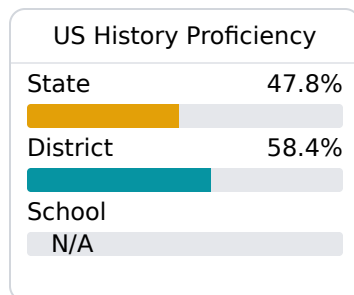 US History Proficiency
State 47.8%
District 58.4%
School
N/A